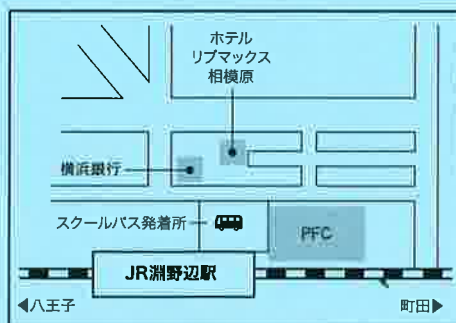 ホテル
リブマックス
相模原
横浜銀行
スクールバス発着所
PFC
JR淵野辺駅
◀八王子
町田▶